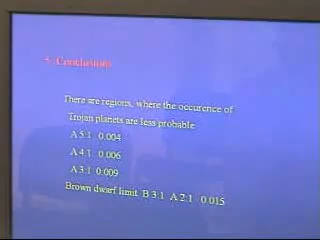 5. Conclusions
There are regions, where the occurence of
Trojan planets are less probable
A 5:1 0.004
A 4:1 0.006
A 3:1 0.009
Brown dwarf limit B 3:1 A 2:1 0.015